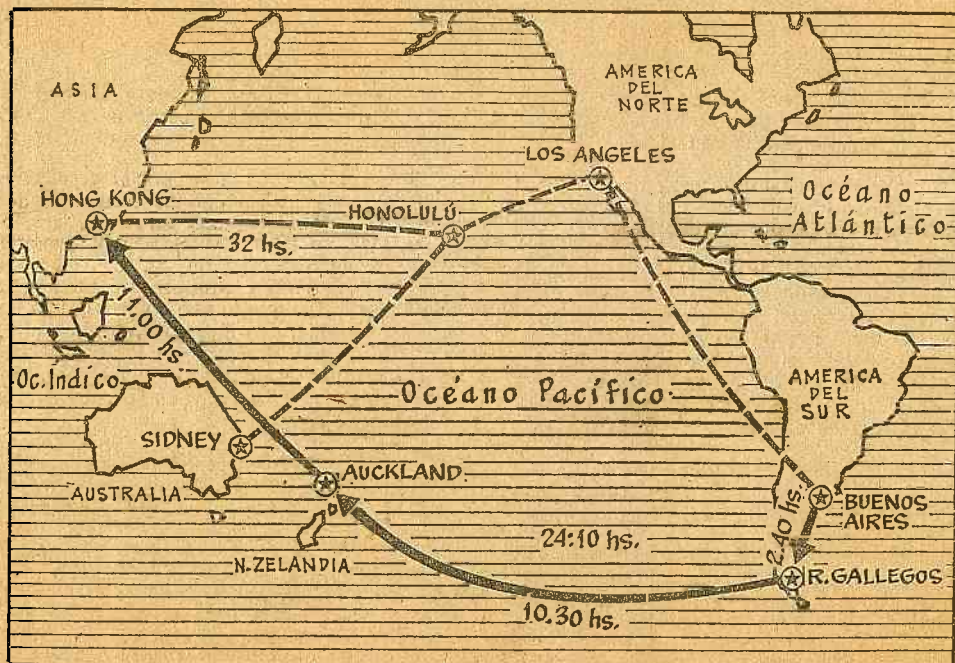 ASIA
AMERICA
DEL
NORTE
LOS ANGELES
HONG KONG
HONOLULÚ
Océano
Atlántico
32 hs.
11.00 hs
Oc. Indico
Océano Pacífico
AMERICA
DEL
SUR
SIDNEY
AUCKLAND
AUSTRALIA
2.40 hs.
BUENOS
AIRES
24:10 hs.
N. ZELANDIA
R. GALLEGOS
10.30 hs.